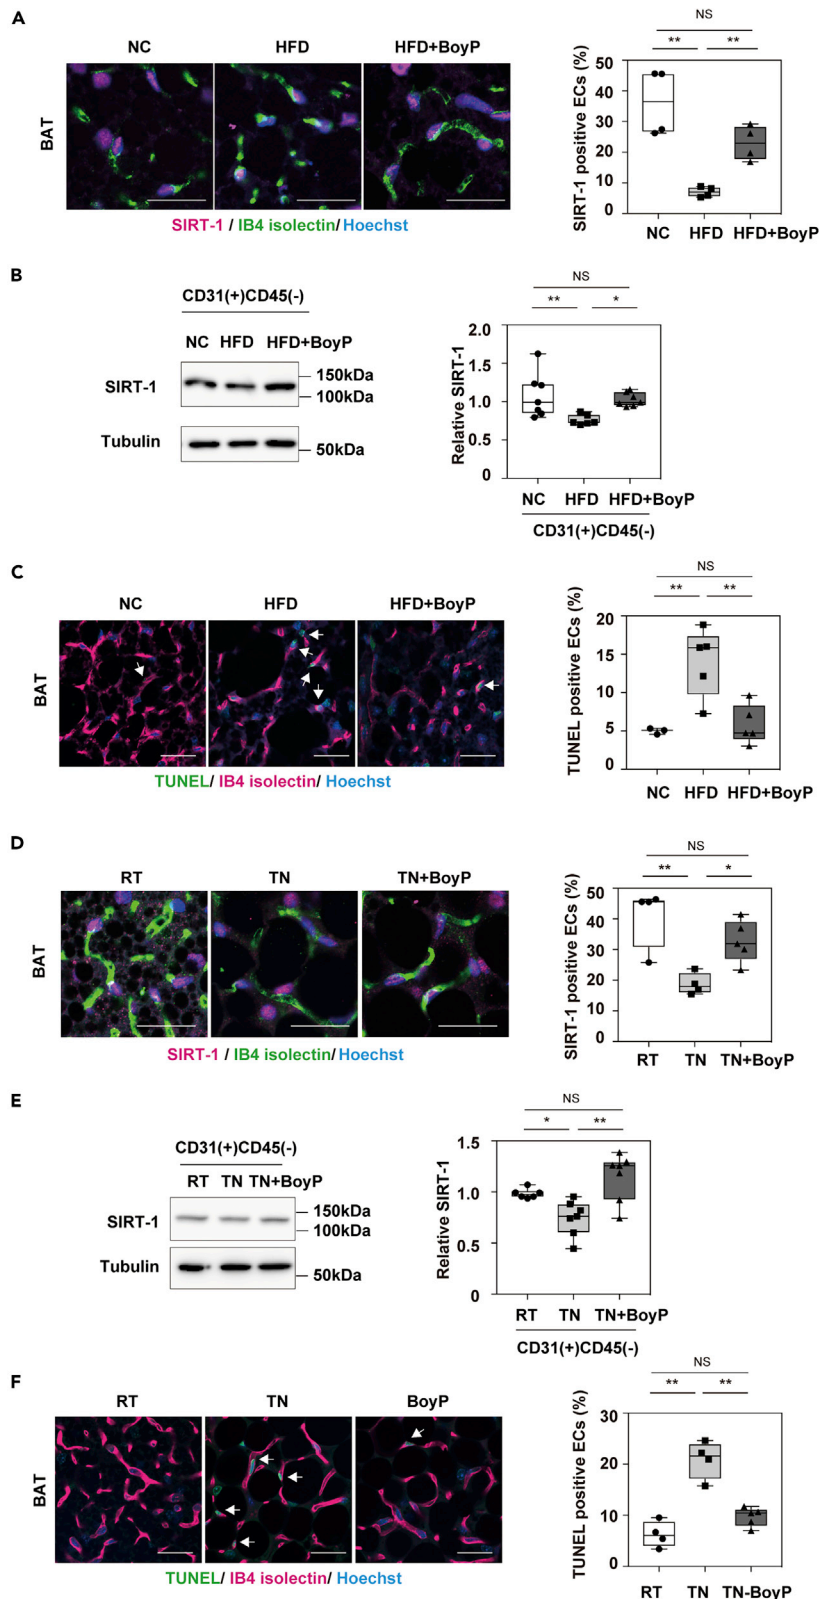 A
NC HFD HFD+BoyP
BAT
SIRT-1 / IB4 isolectin/ Hoechst
NS
** **
SIRT-1 positive ECs (%)
50
40
30
20
10
0
NC HFD HFD+BoyP
B
CD31(+)CD45(-)
NC HFD HFD+BoyP
SIRT-1
150kDa
100kDa
Tubulin
50kDa
NS
** *
Relative SIRT-1
2.0
1.5
1.0
0.5
0
NC HFD HFD+BoyP
CD31(+)CD45(-)
C
NC HFD HFD+BoyP
BAT
TUNEL/ IB4 isolectin/ Hoechst
NS
** **
TUNEL positive ECs (%)
20
15
10
5
0
NC HFD HFD+BoyP
D
RT TN TN+BoyP
BAT
SIRT-1 / IB4 isolectin/ Hoechst
NS
** *
SIRT-1 positive ECs (%)
50
40
30
20
10
0
RT TN TN+BoyP
E
CD31(+)CD45(-)
RT TN TN+BoyP
SIRT-1
150kDa
100kDa
Tubulin
50kDa
NS
* **
Relative SIRT-1
1.5
1.0
0.5
0
RT TN TN+BoyP
CD31(+)CD45(-)
F
RT TN BoyP
BAT
TUNEL/ IB4 isolectin/ Hoechst
NS
** **
TUNEL positive ECs (%)
30
20
10
0
RT TN TN-BoyP